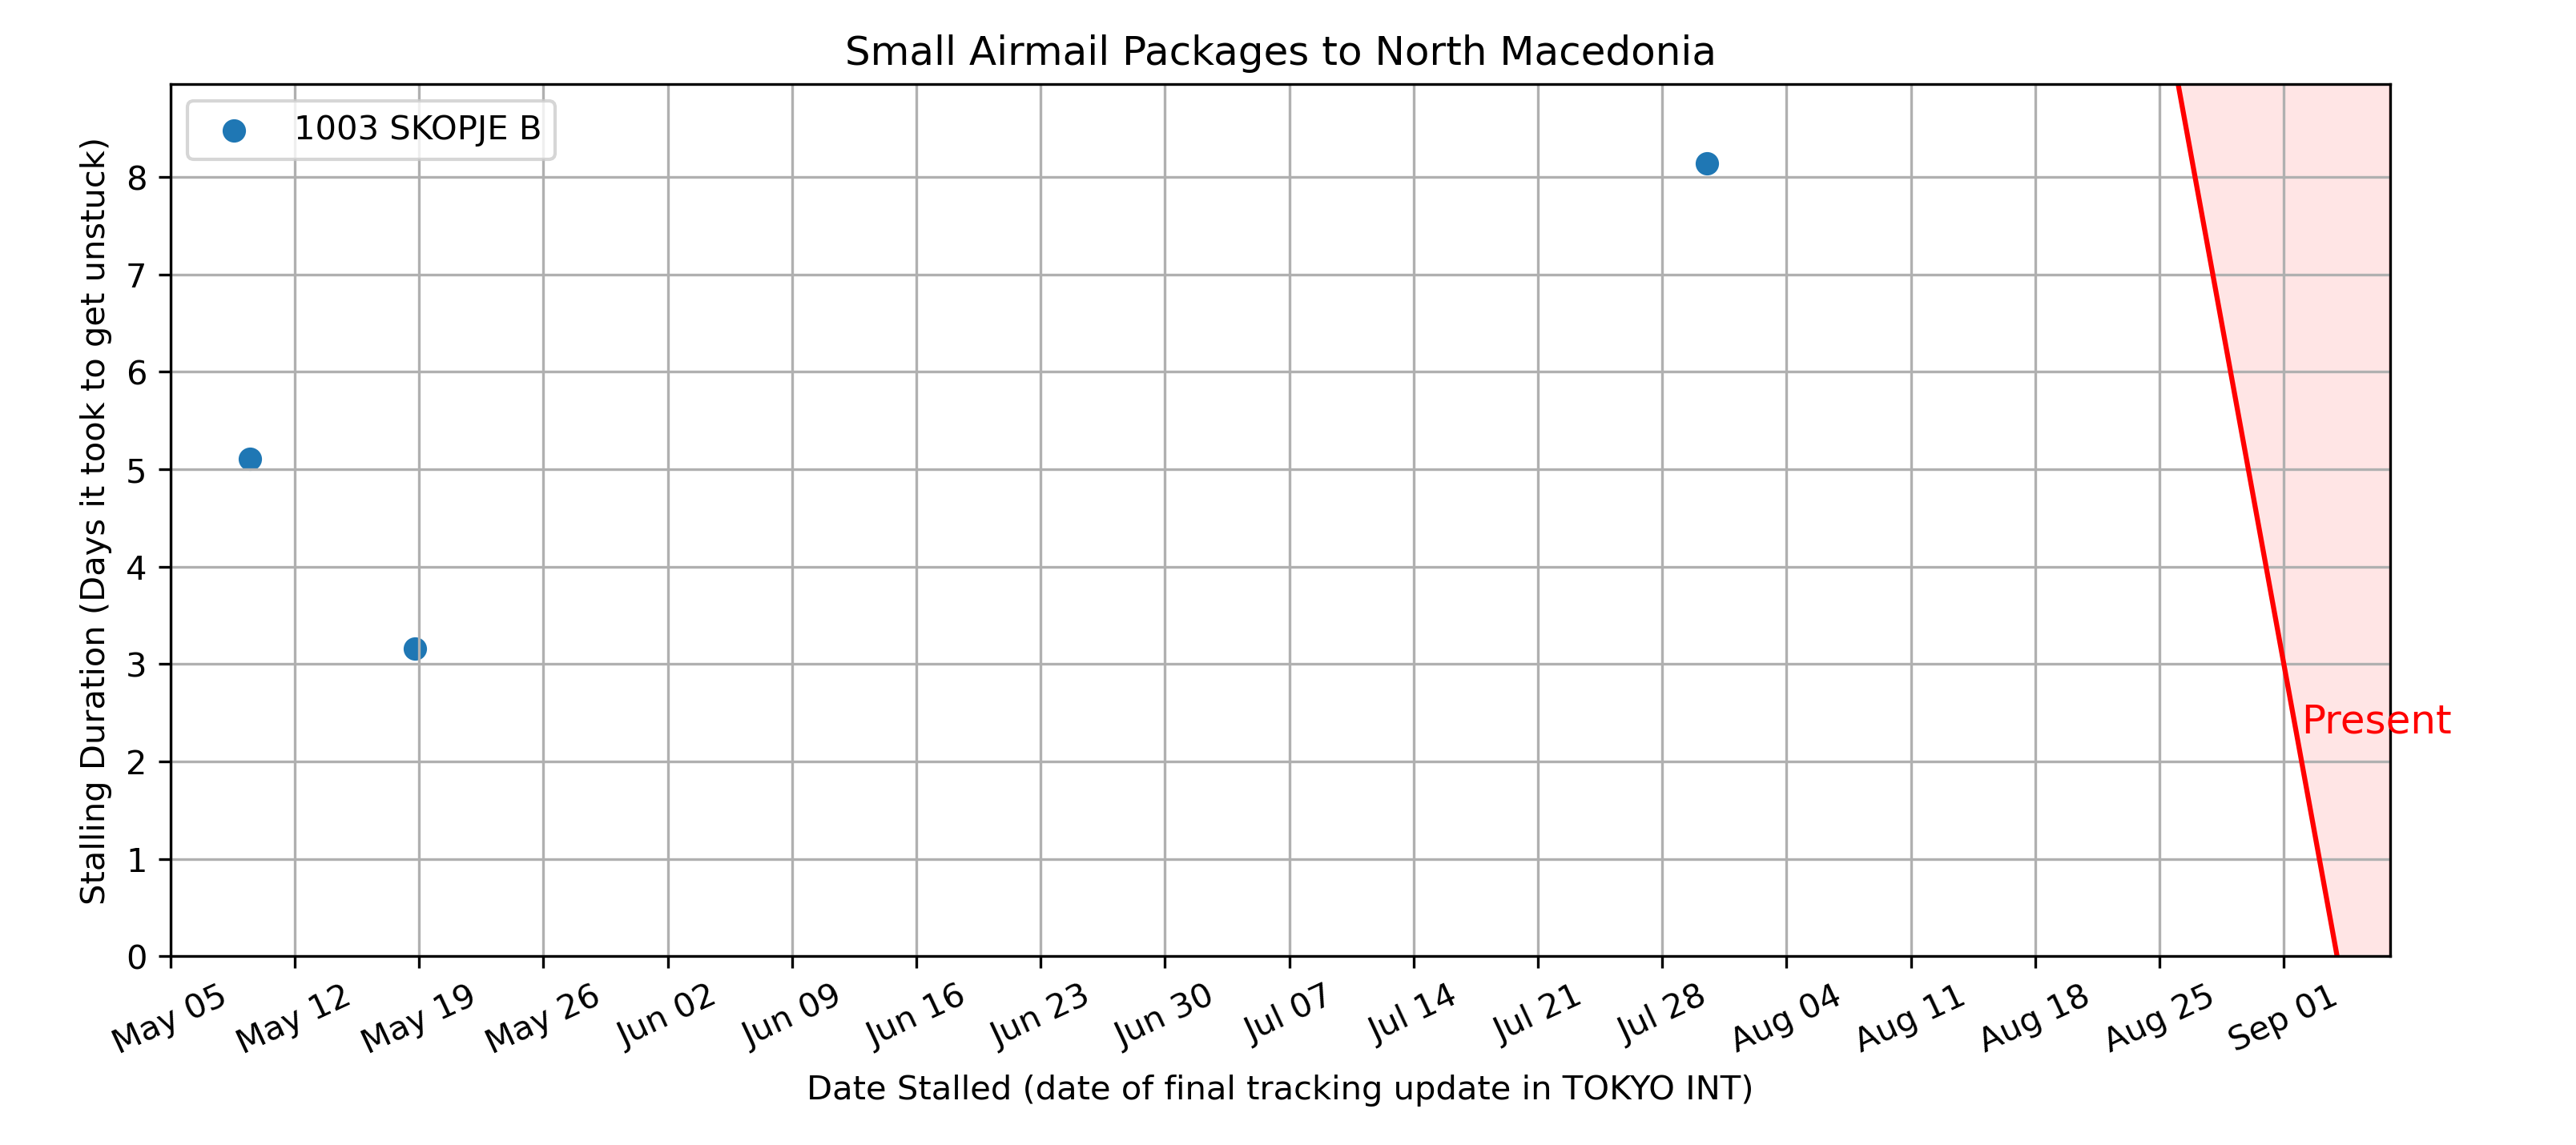 Small Airmail Packages to North Macedonia
1003 SKOPJE B
Stalling Duration (Days it took to get unstuck)
8
7
6
5
4
3
2
1
0
Present
May 05
May 12
May 19
May 26
Jun 02
Jun 09
Jun 16
Jun 23
Jun 30
Jul 07
Jul 14
Jul 21
Jul 28
Aug 04
Aug 11
Aug 18
Aug 25
Sep 01
Date Stalled (date of final tracking update in TOKYO INT)